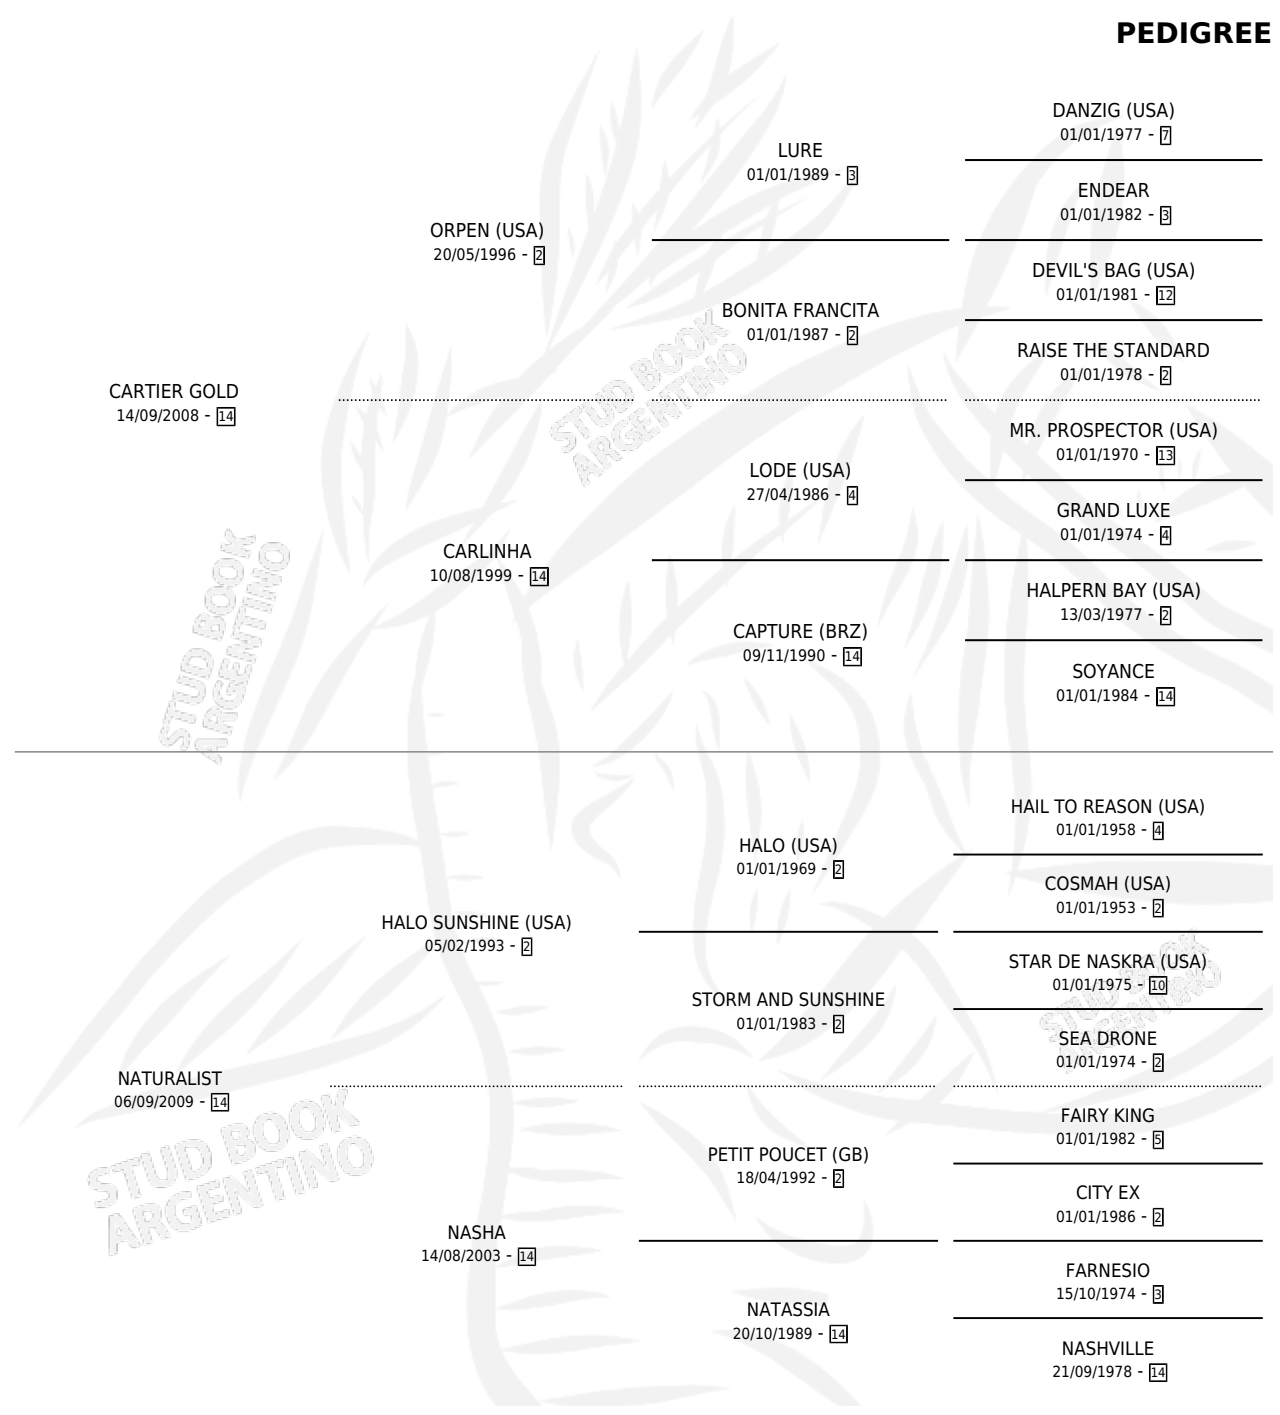 PEDIGREE
DANZIG (USA)
01/01/1977 - 7
LURE
01/01/1989 - 3
ENDEAR
01/01/1982 - 3
ORPEN (USA)
20/05/1996 - 2
DEVIL'S BAG (USA)
01/01/1981 - 12
BONITA FRANCITA
01/01/1987 - 2
RAISE THE STANDARD
01/01/1978 - 2
CARTIER GOLD
14/09/2008 - 14
STUD BOOK
ARGENTINO
MR. PROSPECTOR (USA)
01/01/1970 - 13
LODE (USA)
27/04/1986 - 4
GRAND LUXE
01/01/1974 - 4
CARLINHA
10/08/1999 - 14
HALPERN BAY (USA)
13/03/1977 - 2
CAPTURE (BRZ)
09/11/1990 - 14
SOYANCE
01/01/1984 - 14
STUD BOOK
ARGENTINO
HAIL TO REASON (USA)
01/01/1958 - 4
HALO (USA)
01/01/1969 - 2
COSMAH (USA)
01/01/1953 - 2
HALO SUNSHINE (USA)
05/02/1993 - 2
STAR DE NASKRA (USA)
01/01/1975 - 10
STORM AND SUNSHINE
01/01/1983 - 2
STUD BOOK
ARGENTINO
SEA DRONE
01/01/1974 - 2
NATURALIST
06/09/2009 - 14
STUD BOOK
ARGENTINO
FAIRY KING
01/01/1982 - 5
PETIT POUCET (GB)
18/04/1992 - 2
CITY EX
01/01/1986 - 2
NASHA
14/08/2003 - 14
FARNESIO
15/10/1974 - 3
NATASSIA
20/10/1989 - 14
NASHVILLE
21/09/1978 - 14